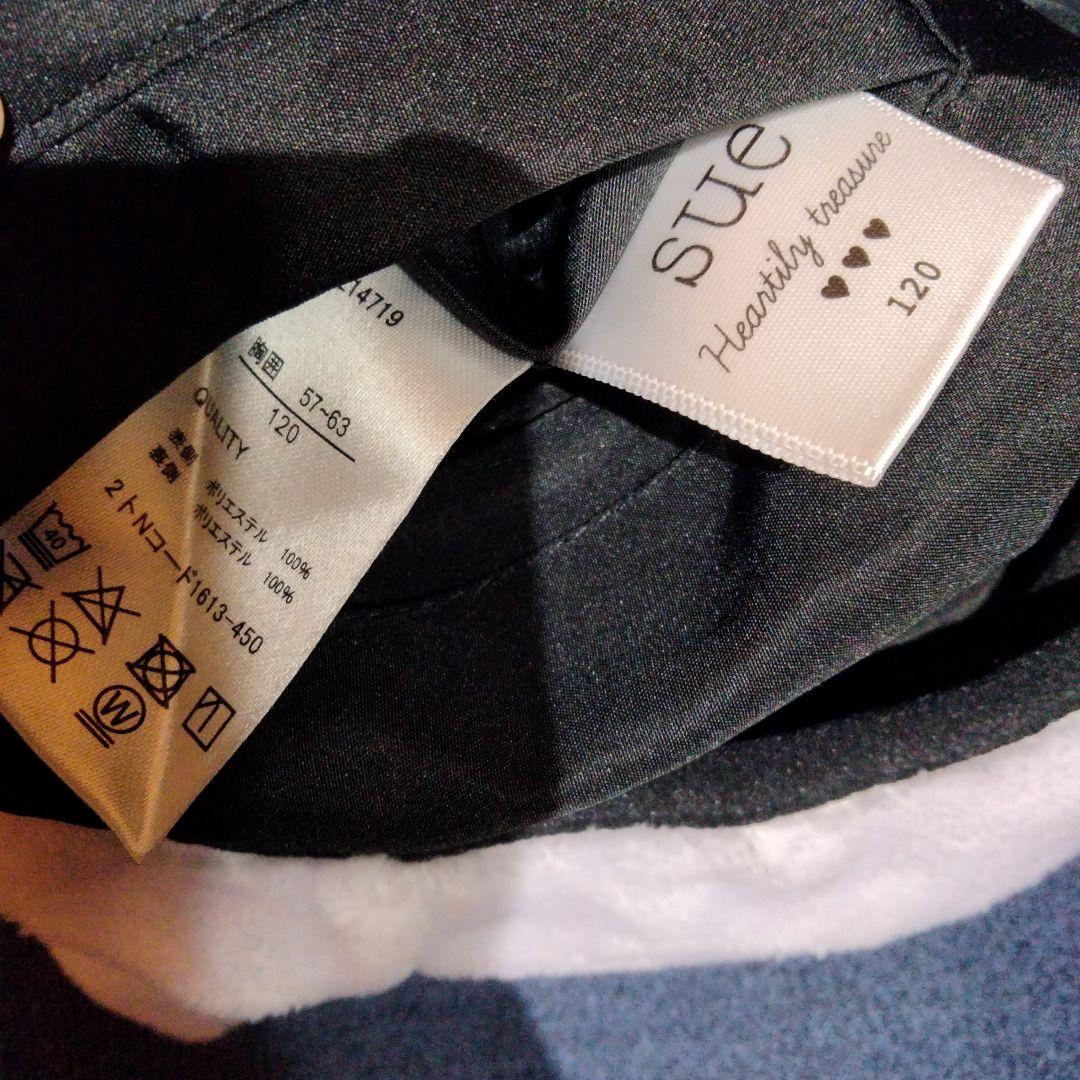 sue
Heartily treasure
120
14719
胸囲 57~63
120
QUALITY
表側 ポリエステル 100%
裏側 ポリエステル 100%
2トNコード1613-450
40
W